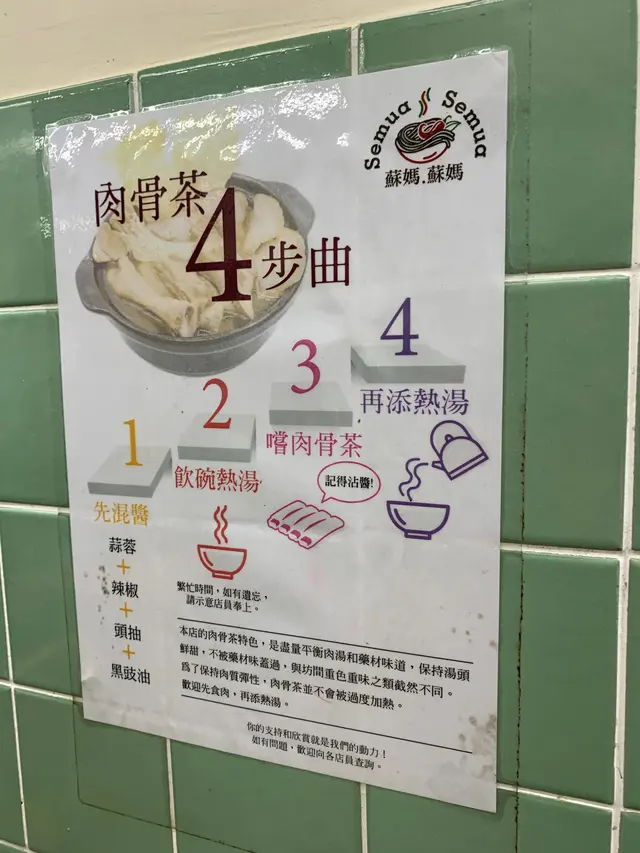 Semua Semua
蘇媽.蘇媽
肉骨茶
4步曲
1
先混醬
蒜蓉
+
辣椒
+
頭抽
+
黑豉油
2
飲碗熱湯
繁忙時間，如有遺忘，
請示意店員奉上。
3
嚐肉骨茶
記得沾醬!
4
再添熱湯
本店的肉骨茶特色，是盡量平衡肉湯和藥材味道，保持湯頭
鮮甜，不被藥材味蓋過，與坊間重色重味之類截然不同。
爲了保持肉質彈性，肉骨茶並不會被過度加熱。
歡迎先食肉，再添熱湯。
你的支持和欣賞就是我們的動力！
如有問題，歡迎向各店員查詢。